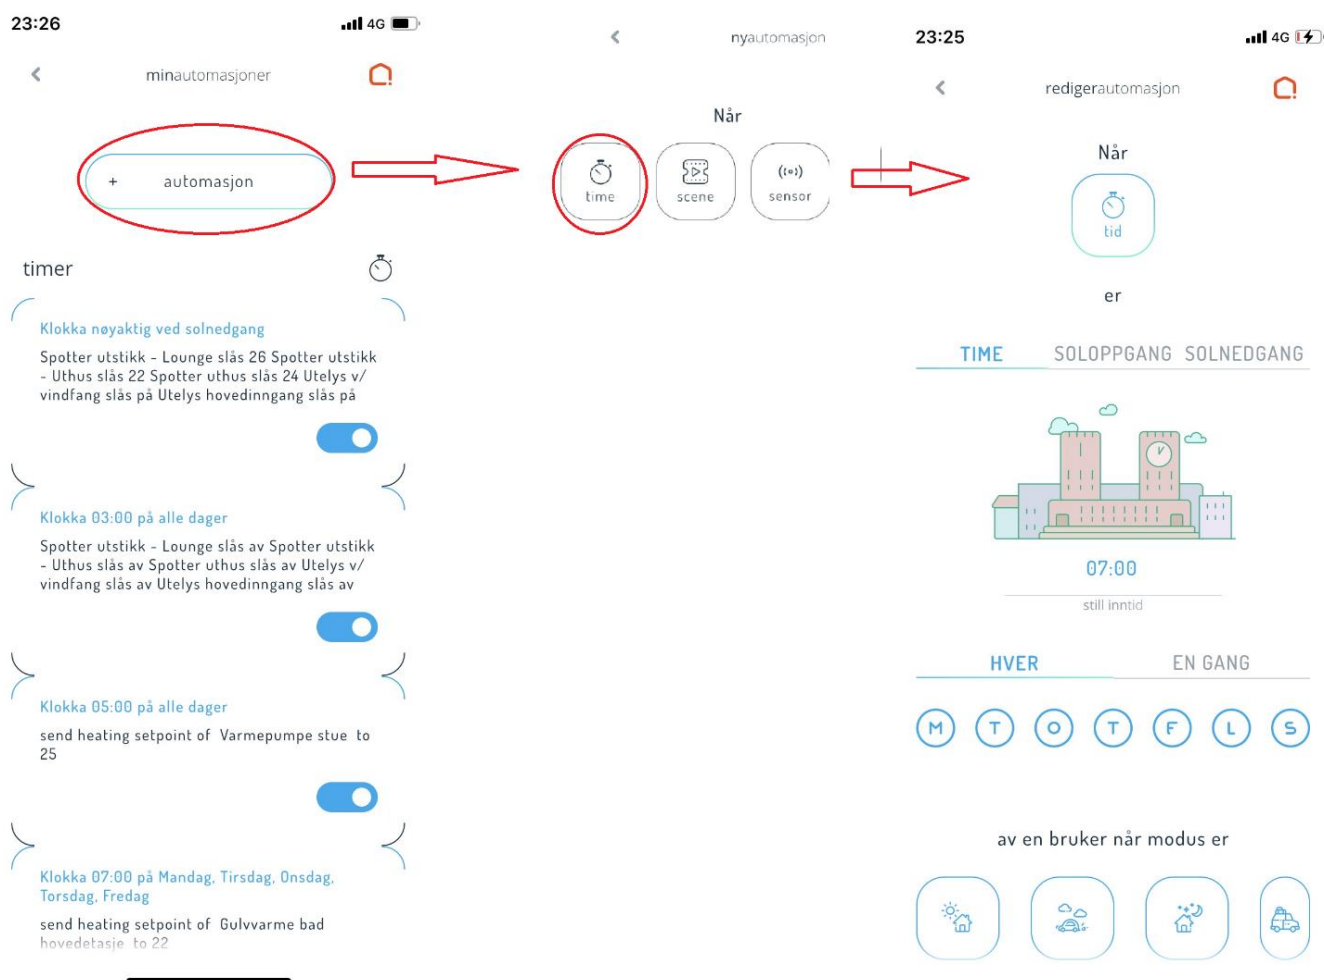 23:26
4G
minautomasjoner
+ automasjon
timer
Klokka nøyaktig ved solnedgang
Spotter utstikk - Lounge slås 26 Spotter utstikk
- Uthus slås 22 Spotter uthus slås 24 Utelys v/
vindfang slås på Utelys hovedinngang slås på
Klokka 03:00 på alle dager
Spotter utstikk - Lounge slås av Spotter utstikk
- Uthus slås av Spotter uthus slås av Utelys v/
vindfang slås av Utelys hovedinngang slås av
Klokka 05:00 på alle dager
send heating setpoint of Varmepumpe stue to
25
Klokka 07:00 på Mandag, Tirsdag, Onsdag,
Torsdag, Fredag
send heating setpoint of Gulvvarme bad
hovedetasje to 22
nyautomasjon
Når
time
scene
sensor
23:25
4G
redigerautomasjon
Når
tid
er
TIME SOLOPPGANG SOLNEDGANG
07:00
still inntid
HVER EN GANG
M T O T F L S
av en bruker når modus er